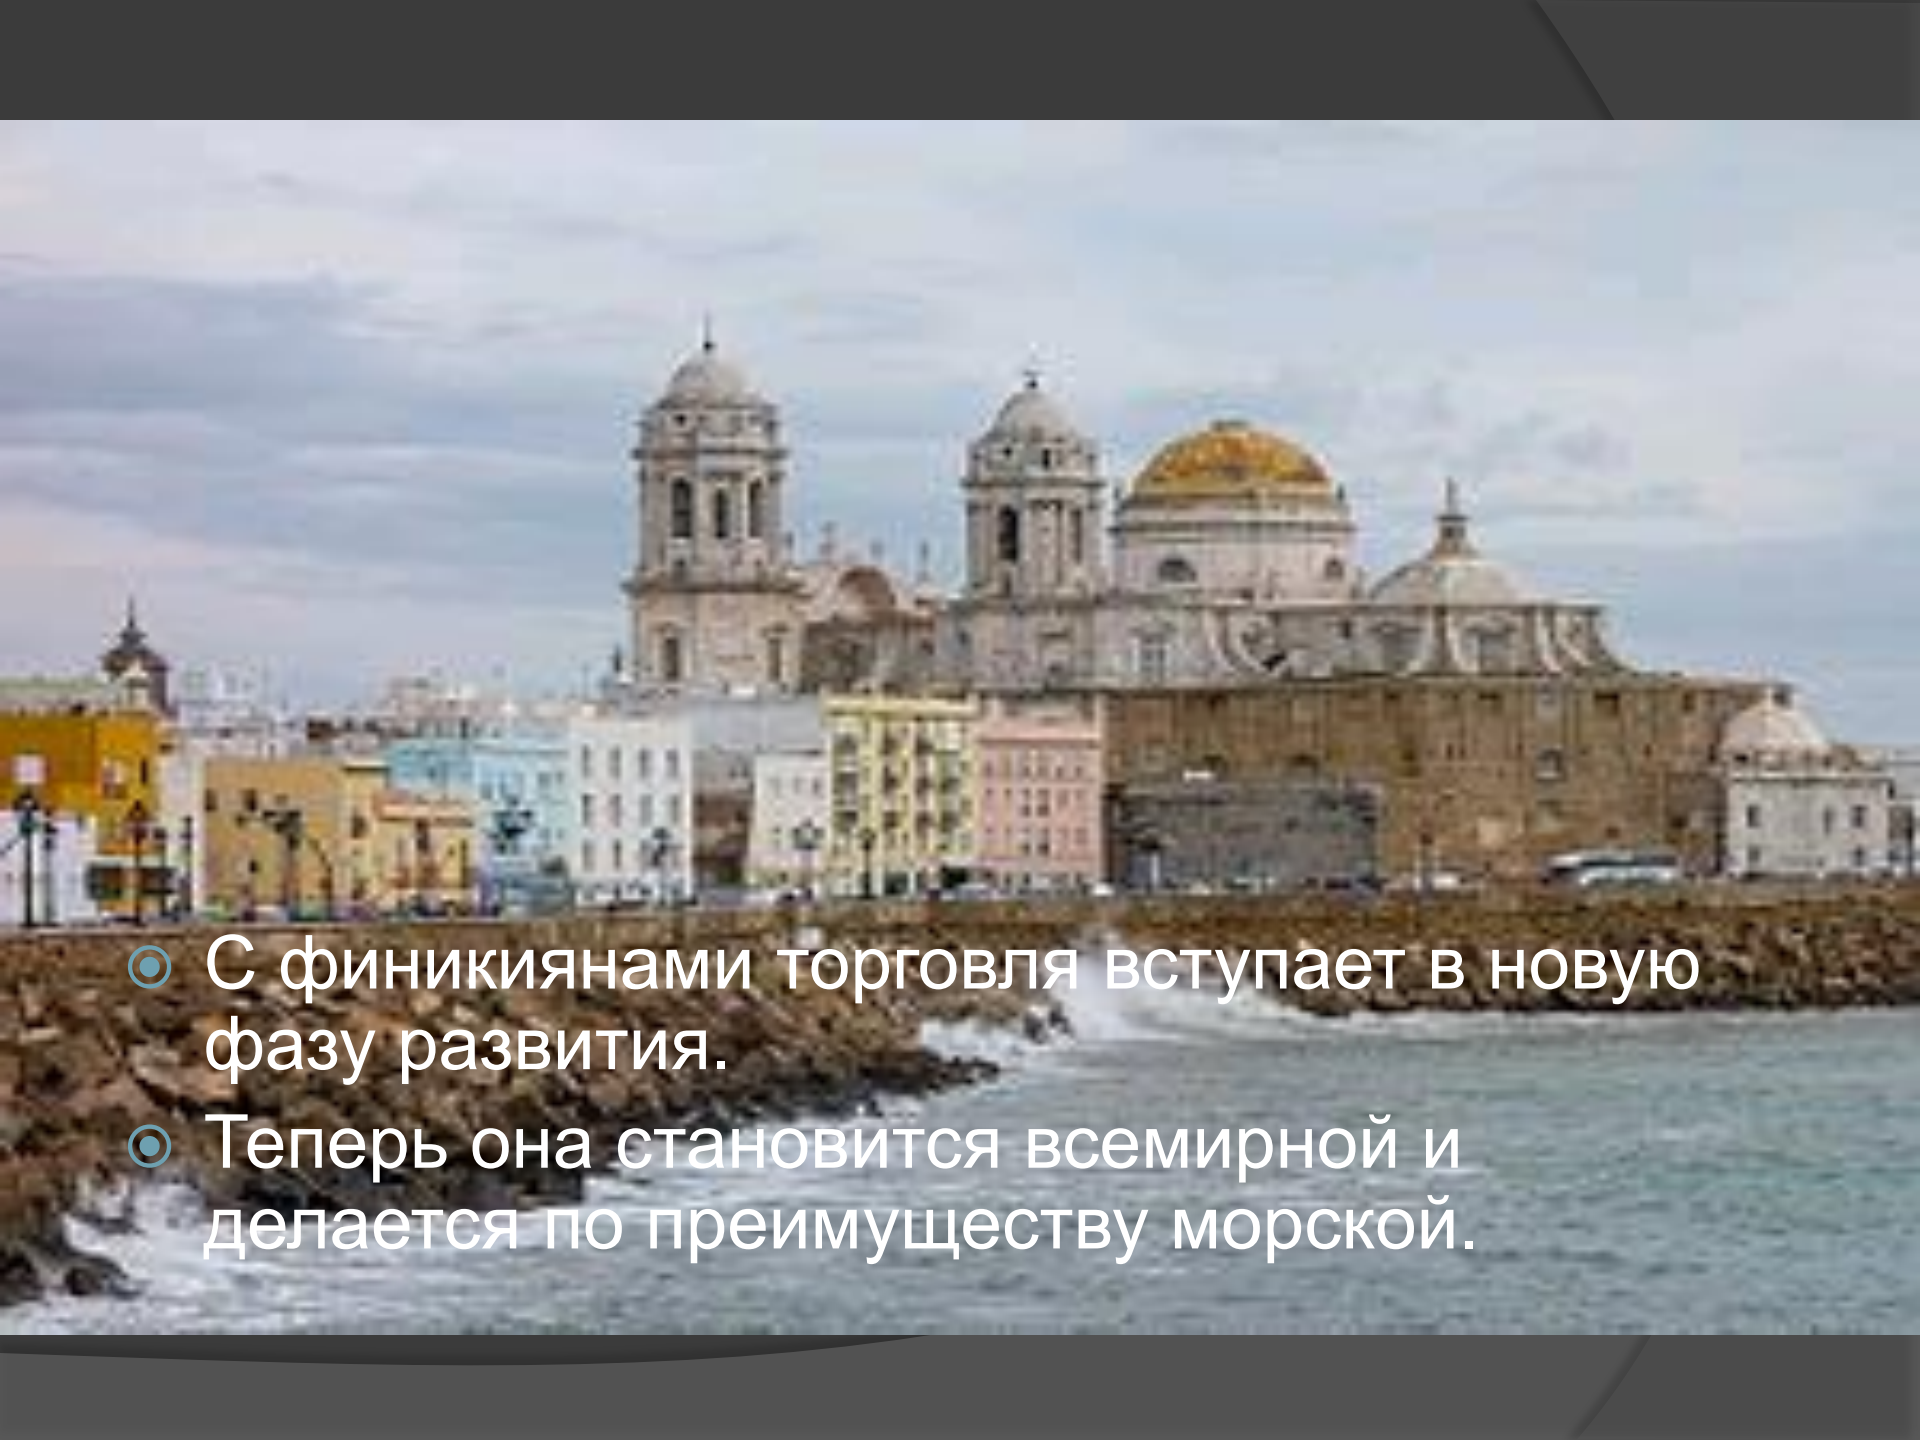 С финикиянами торговля вступает в новую
фазу развития.
Теперь она становится всемирной и
делается по преимуществу морской.